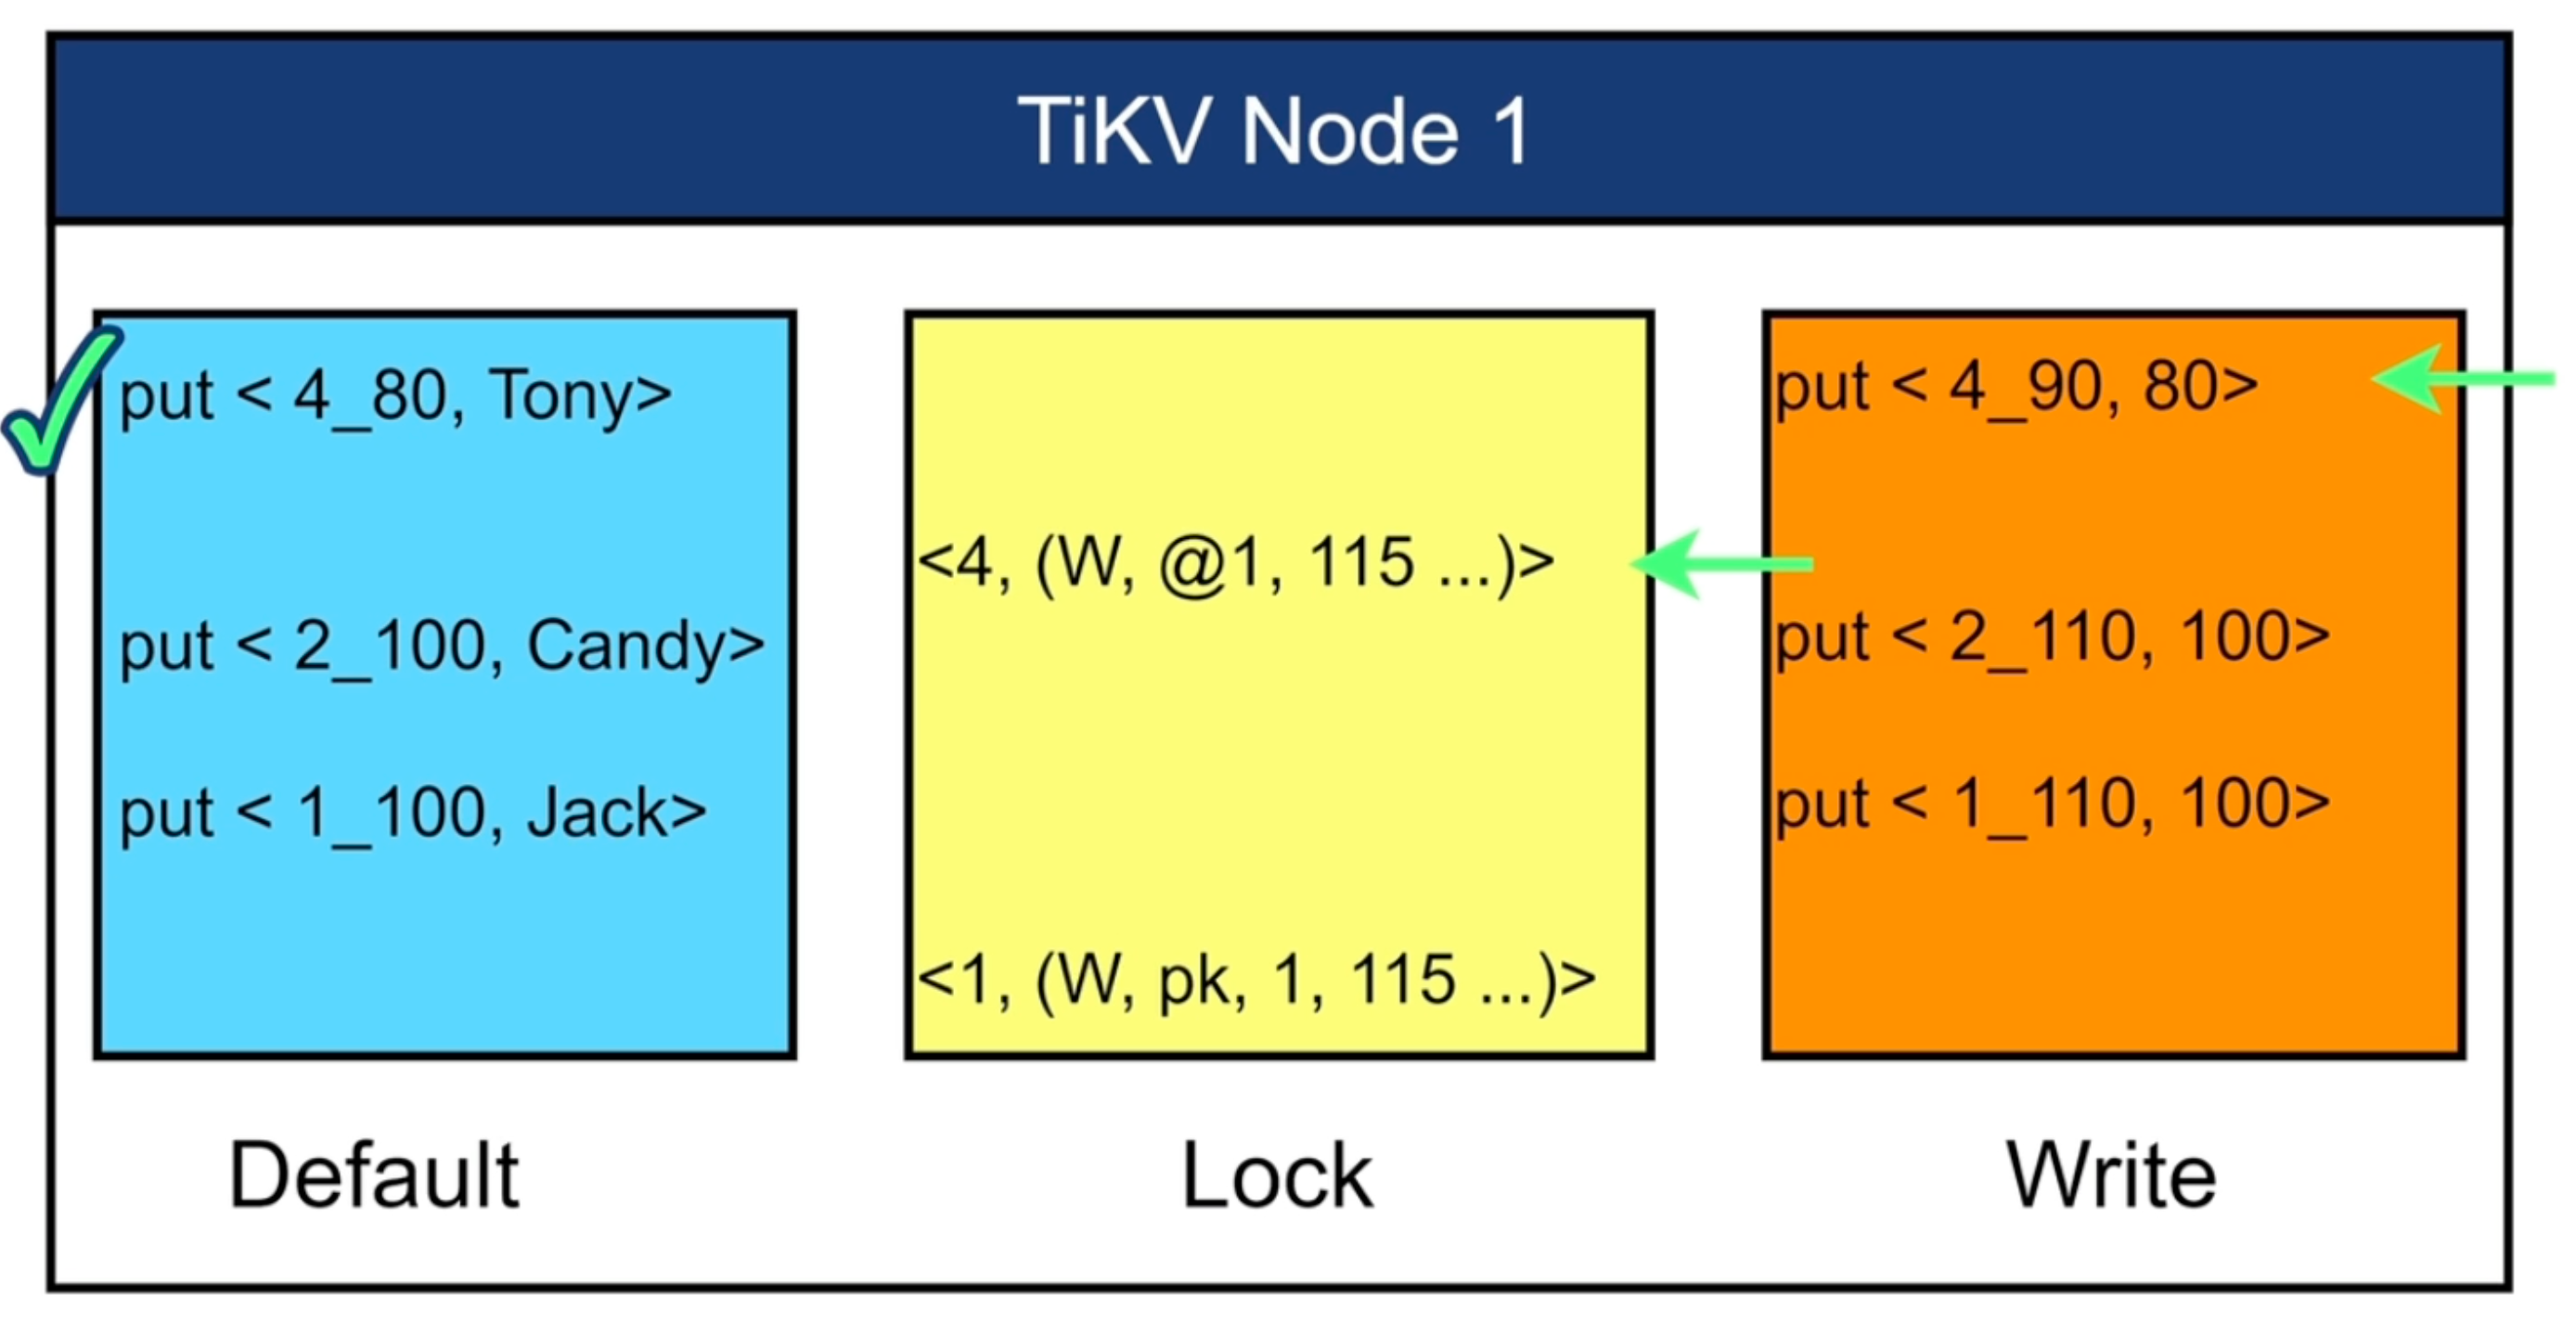 TiKV Node 1
put < 4_80, Tony>
put < 2_100, Candy>
put < 1_100, Jack>
Default
<4, (W, @1, 115 ...)>
<1, (W, pk, 1, 115 ...)>
Lock
put < 4_90, 80>
put < 2_110, 100>
put < 1_110, 100>
Write